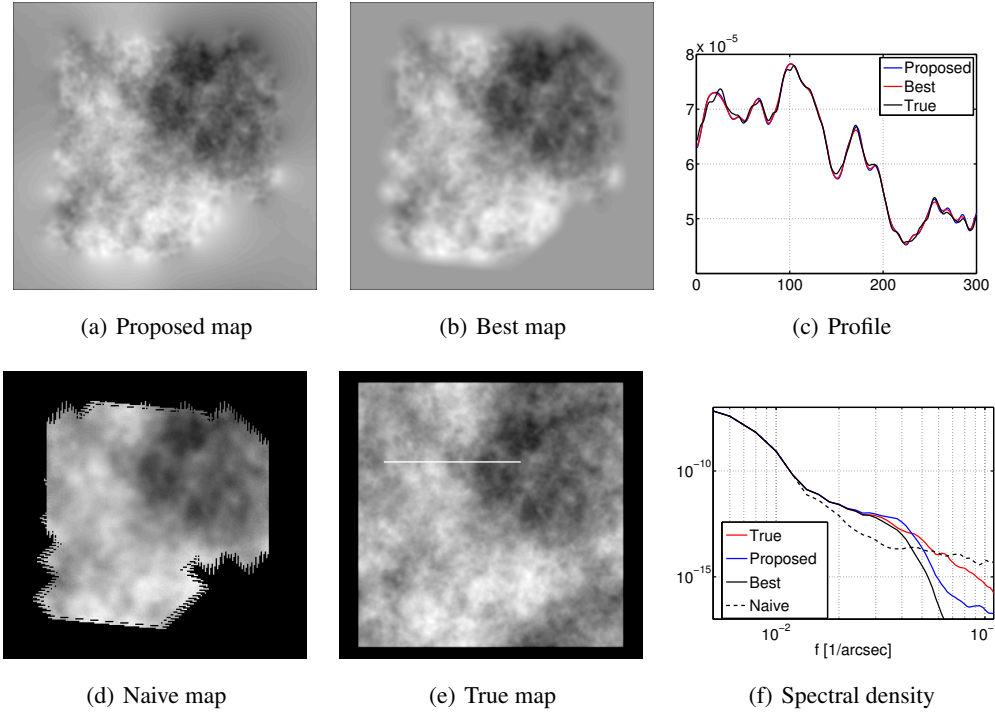 8 x 10⁻⁵
Proposed
Best
True
7
6
5
0
100
200
300
(a) Proposed map
(b) Best map
(c) Profile
10⁻¹⁰
True
Proposed
Best
Naive
10⁻¹⁵
10⁻²
10⁻
f [1/arcsec]
(d) Naive map
(e) True map
(f) Spectral density